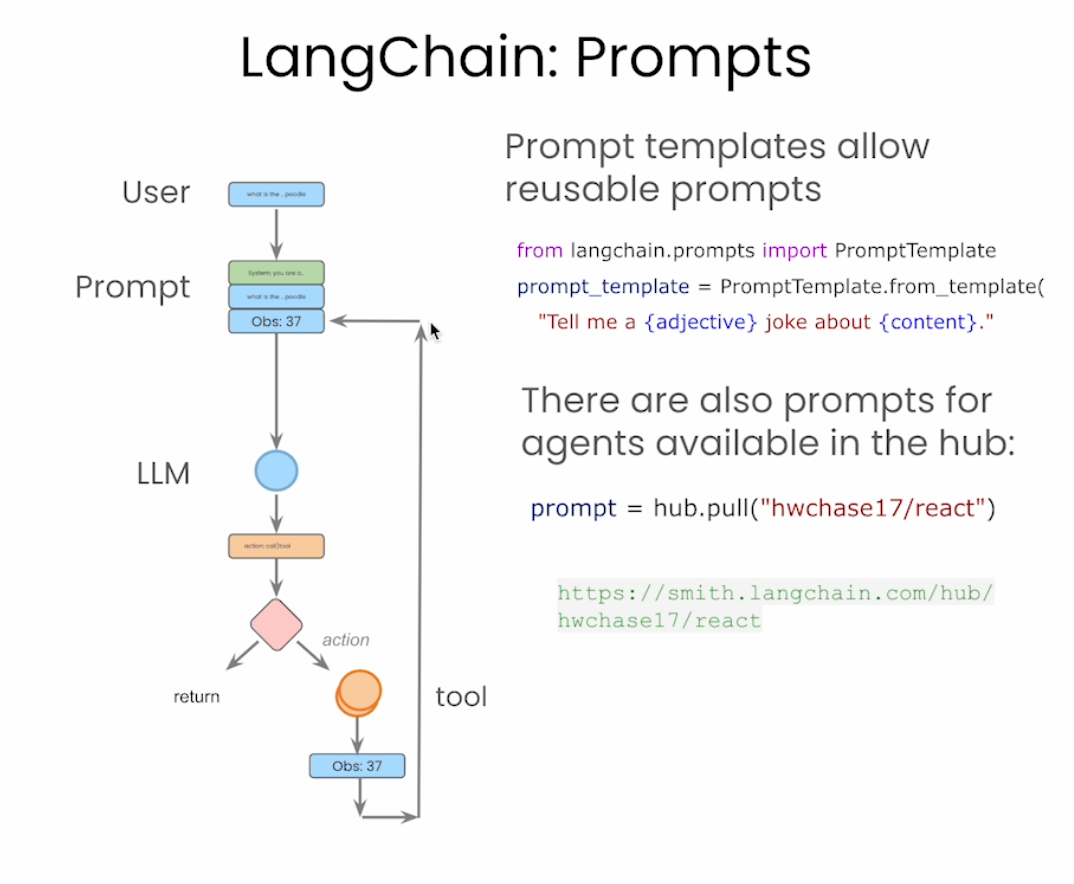 LangChain: Prompts
Prompt templates allow
reusable prompts
User
what is the .. poodle
from langchain.prompts import PromptTemplate
prompt_template = PromptTemplate.from_template(
"Tell me a {adjective} joke about {content}."
Prompt
System: you are a..
what is the .. poodle
Obs: 37
There are also prompts for
agents available in the hub:
LLM
prompt = hub.pull("hwchase17/react")
action: call}tool
https://smith.langchain.com/hub/
hwchase17/react
action
return
tool
Obs: 37